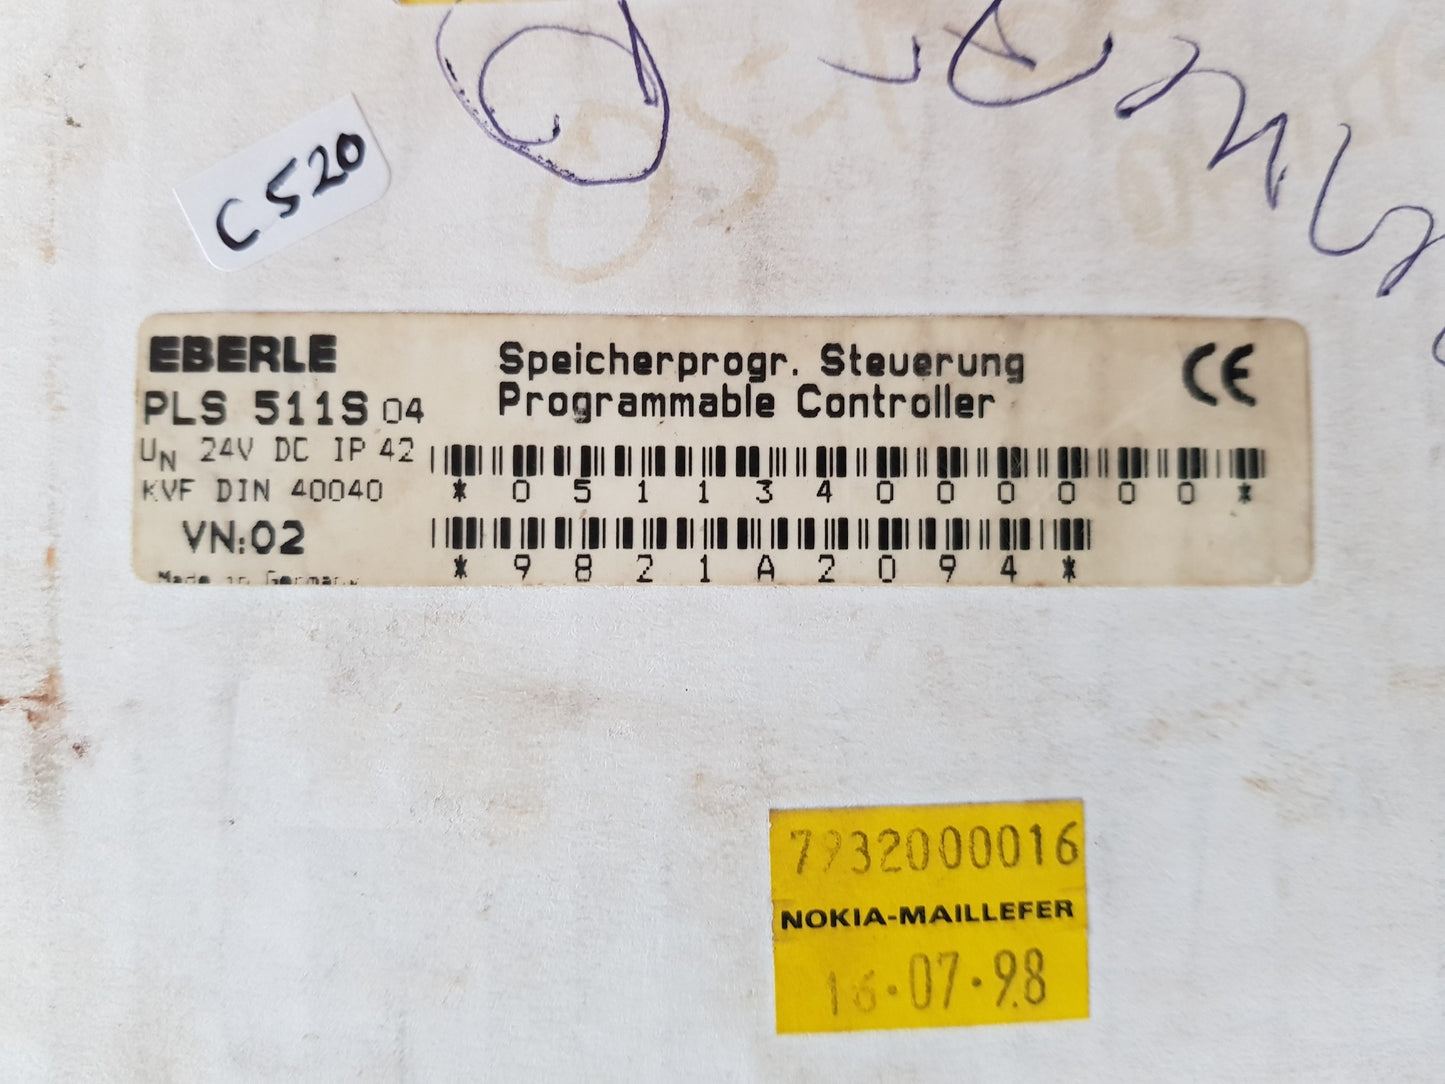 C520
EBERLE
PLS 511S 04
UN 24V DC IP 42
KVF DIN 40040
VN:02
Made in Germany
Speicherprogr. Steuerung
Programmable Controller
CE
*051134000000*
*9821A2094*
7932000016
NOKIA-MAILLEFER
16.07.98